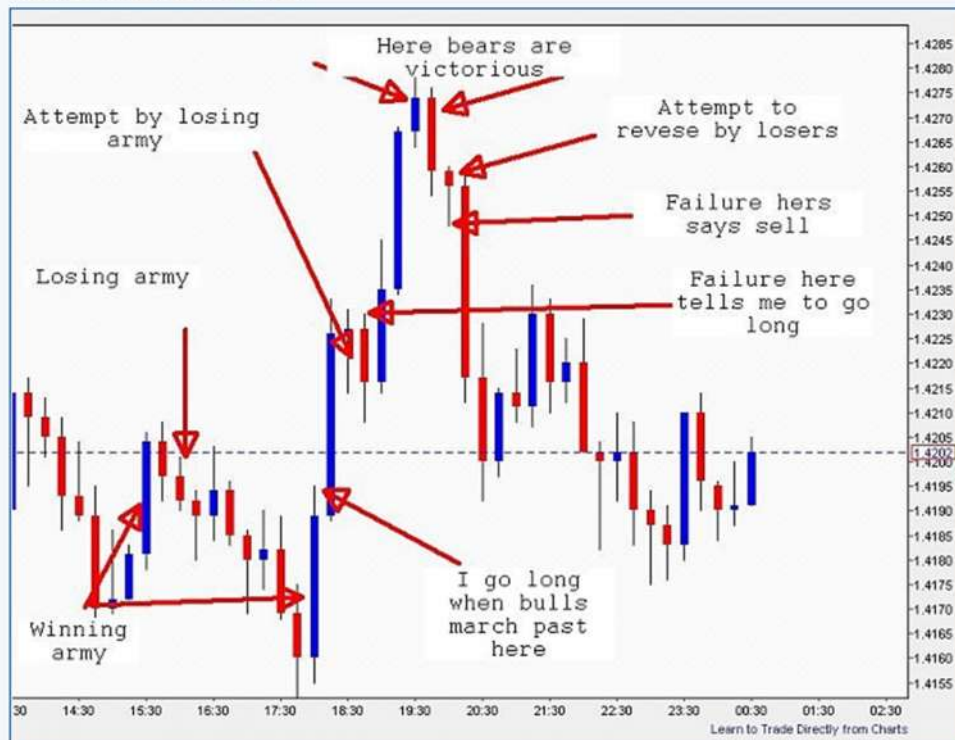 Here bears are
victorious
Attempt by losing
army
Attempt to
revese by losers
Failure hers
says sell
Losing army
Failure here
tells me to go
long
I go long
when bulls
march past
here
Winning
army
1.4285
1.4280
1.4275
1.4270
1.4265
1.4260
1.4255
1.4250
1.4245
1.4240
1.4235
1.4230
1.4225
1.4220
1.4215
1.4210
1.4205
1.4202
1.4200
1.4195
1.4190
1.4185
1.4180
1.4175
1.4170
1.4165
1.4160
1.4155
30 14:30 15:30 16:30 17:30 18:30 19:30 20:30 21:30 22:30 23:30 00:30 01:30 02:30
Learn to Trade Directly from Charts